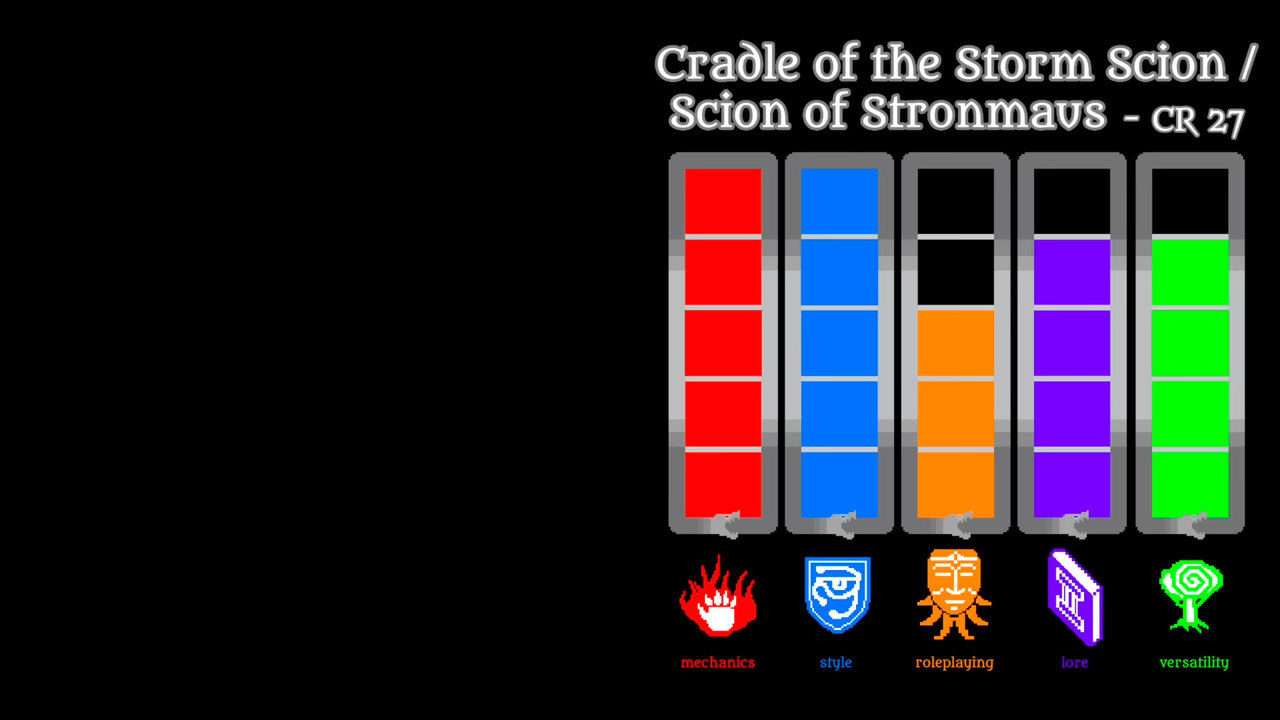 Cradle of the Storm Scion /
Scion of Stronmaus - CR 27
mechanics style roleplaying lore versatility